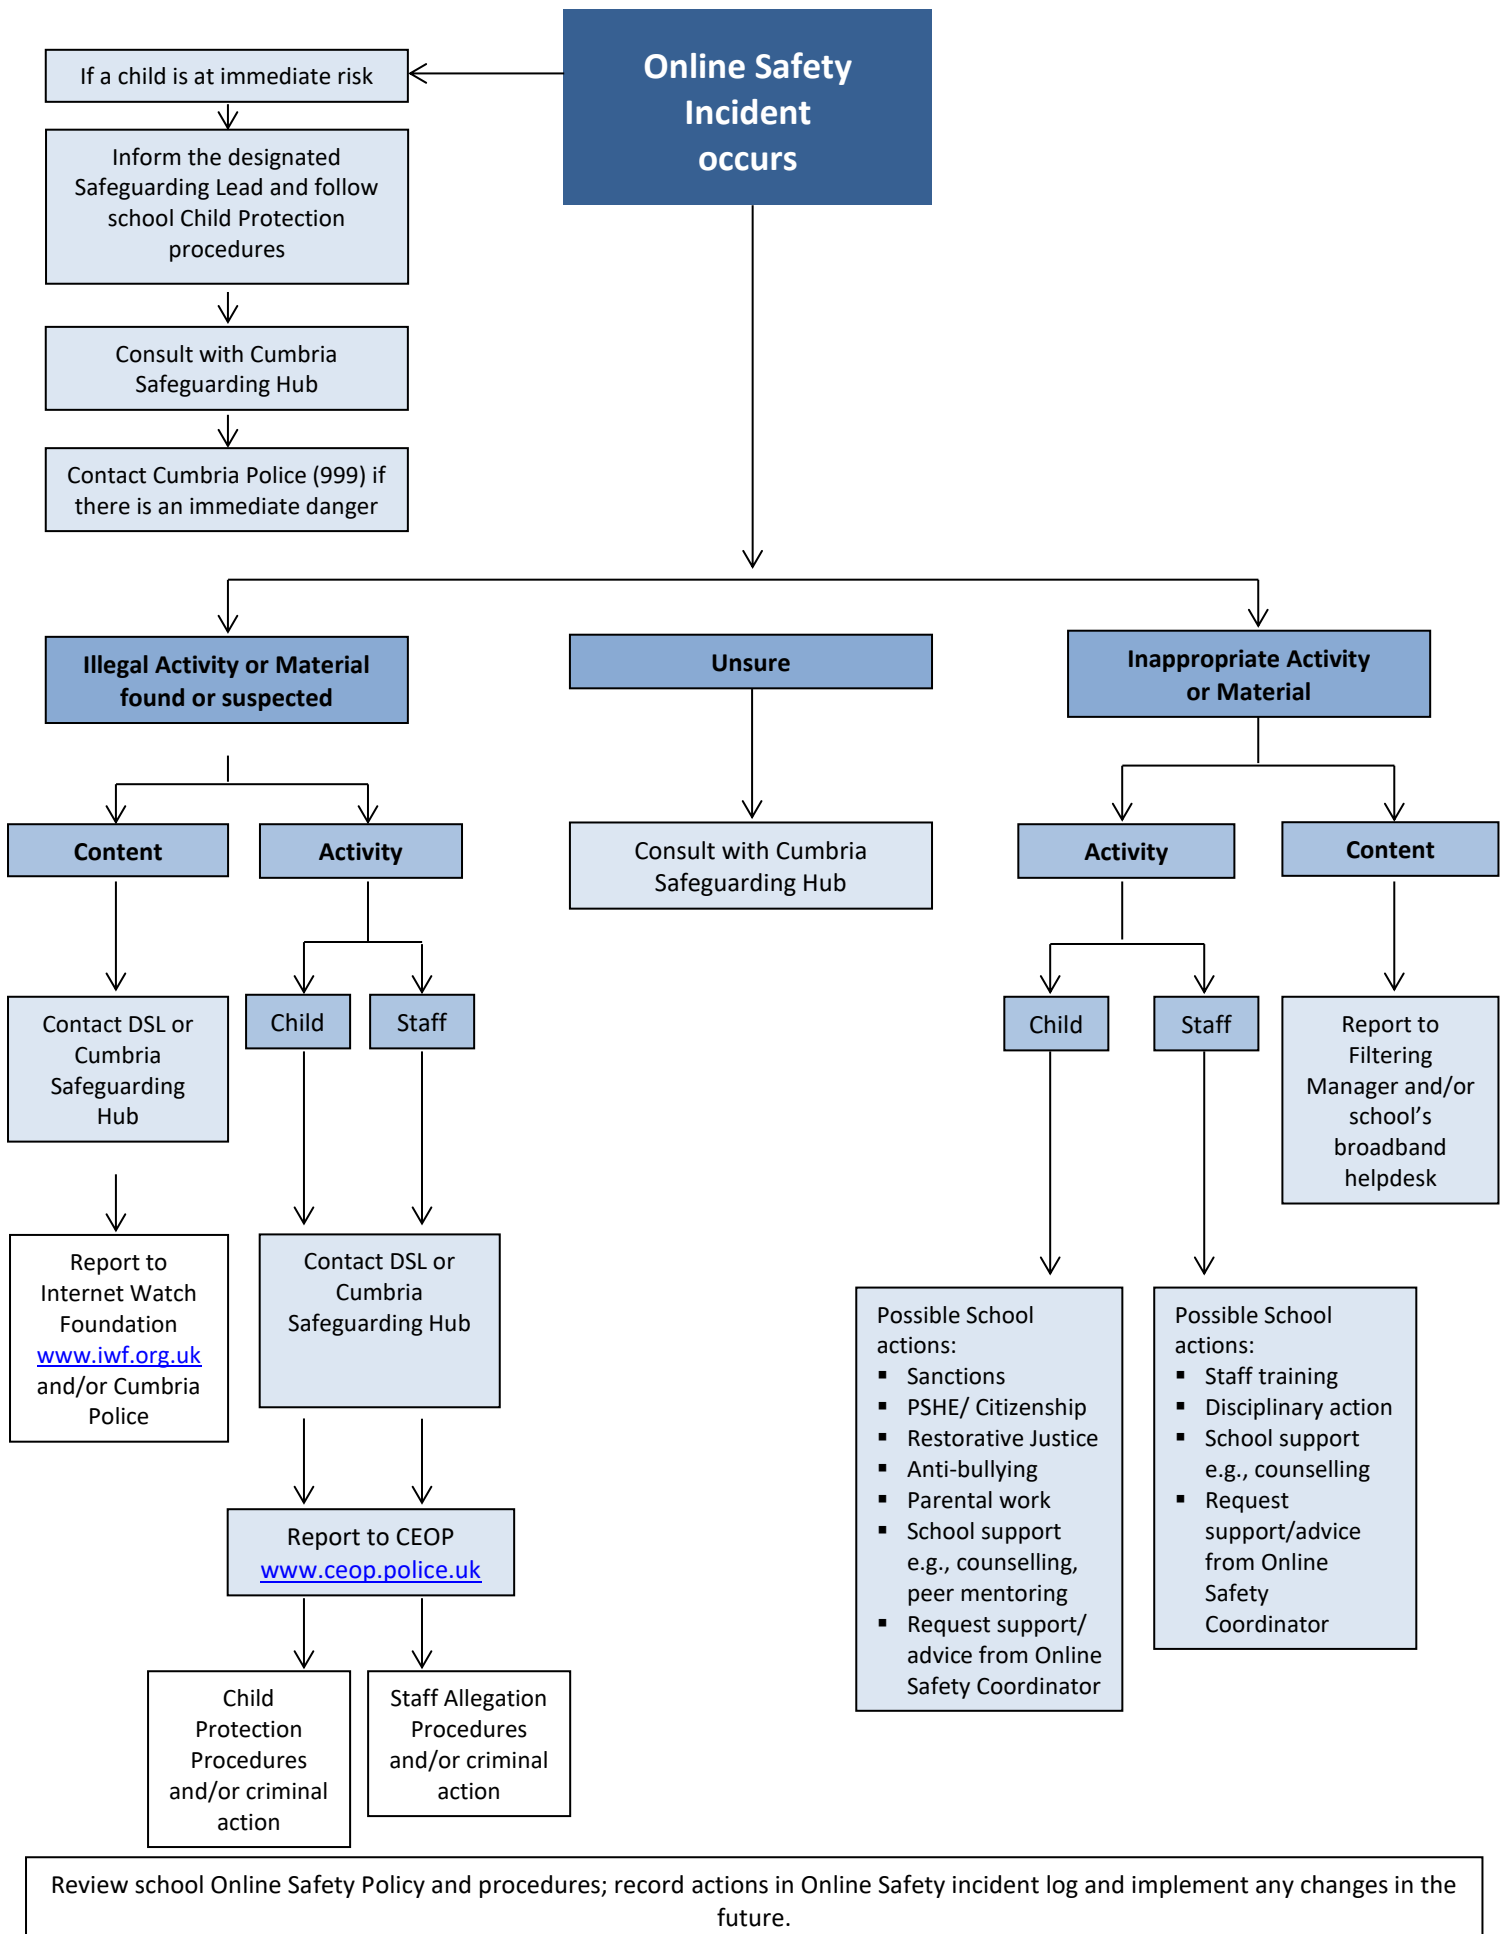 Online Safety
Incident
occurs
If a child is at immediate risk
Inform the designated
Safeguarding Lead and follow
school Child Protection
procedures
Consult with Cumbria
Safeguarding Hub
Contact Cumbria Police (999) if
there is an immediate danger
Illegal Activity or Material
found or suspected
Unsure
Inappropriate Activity
or Material
Content
Activity
Consult with Cumbria
Safeguarding Hub
Activity
Content
Contact DSL or
Cumbria
Safeguarding
Hub
Child
Staff
Child
Staff
Report to
Filtering
Manager and/or
school’s
broadband
helpdesk
Report to
Internet Watch
Foundation
www.iwf.org.uk
and/or Cumbria
Police
Contact DSL or
Cumbria
Safeguarding Hub
Possible School
actions:
▪ Sanctions
▪ PSHE/ Citizenship
▪ Restorative Justice
▪ Anti-bullying
▪ Parental work
▪ School support
e.g., counselling,
peer mentoring
▪ Request support/
advice from Online
Safety Coordinator
Possible School
actions:
▪ Staff training
▪ Disciplinary action
▪ School support
e.g., counselling
▪ Request
support/advice
from Online
Safety
Coordinator
Report to CEOP
www.ceop.police.uk
Child
Protection
Procedures
and/or criminal
action
Staff Allegation
Procedures
and/or criminal
action
Review school Online Safety Policy and procedures; record actions in Online Safety incident log and implement any changes in the
future.